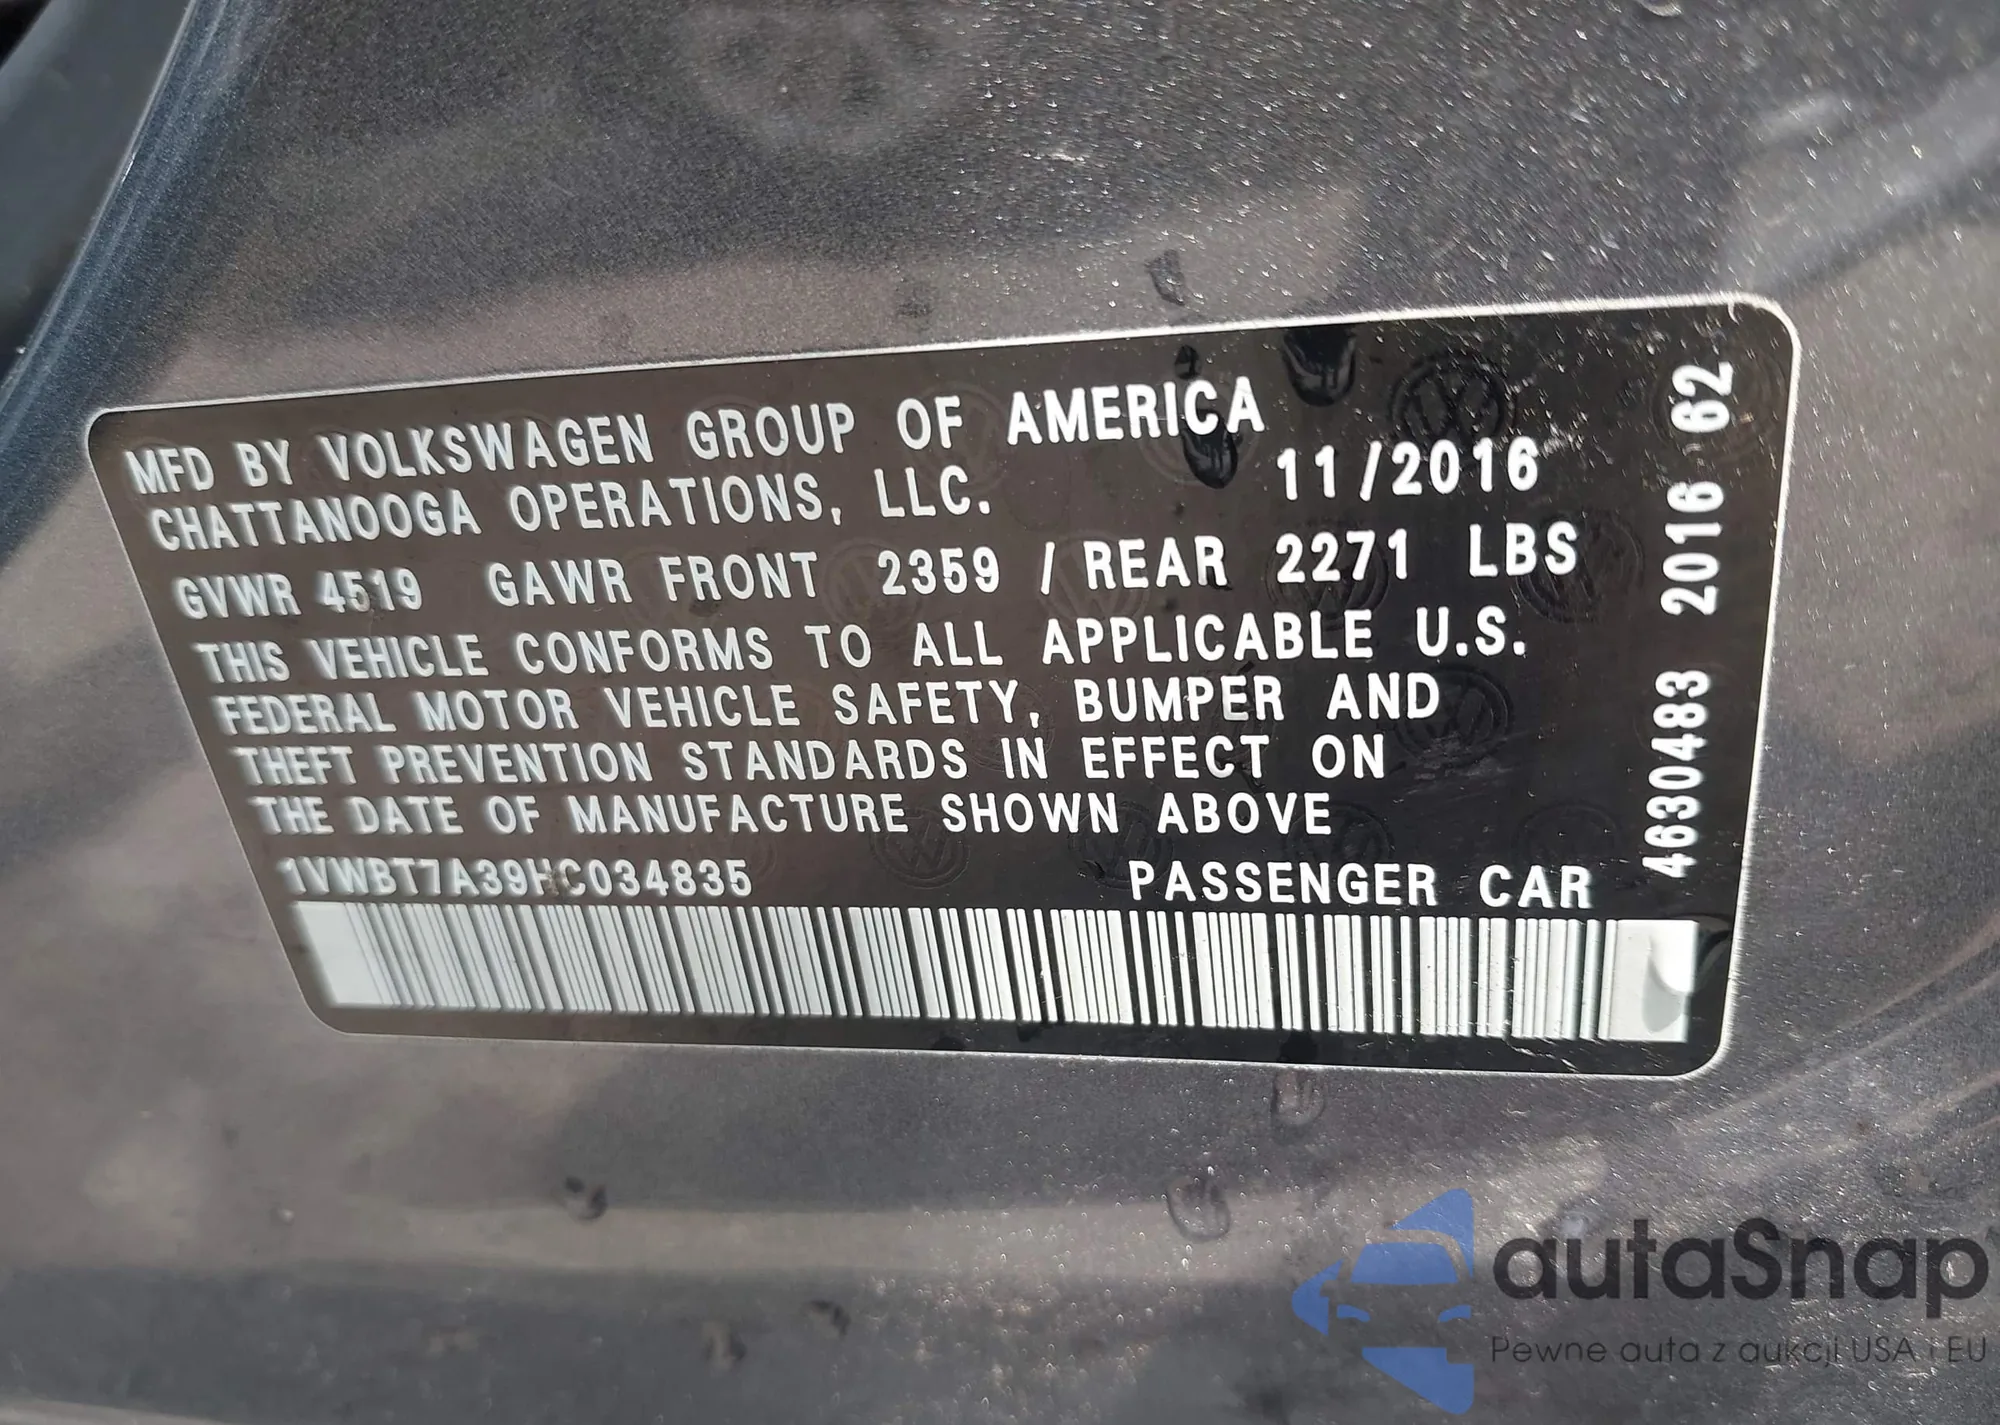 MFD BY VOLKSWAGEN GROUP OF AMERICA
CHATTANOOGA OPERATIONS, LLC. 11/2016
GVWR 4519 GAWR FRONT 2359 / REAR 2271 LBS
THIS VEHICLE CONFORMS TO ALL APPLICABLE U.S.
FEDERAL MOTOR VEHICLE SAFETY, BUMPER AND
THEFT PREVENTION STANDARDS IN EFFECT ON
THE DATE OF MANUFACTURE SHOWN ABOVE
1VWBT7A39HC034835 PASSENGER CAR
4630483 2016 62
autaSnap
Pewne auta z aukcji USA i EU